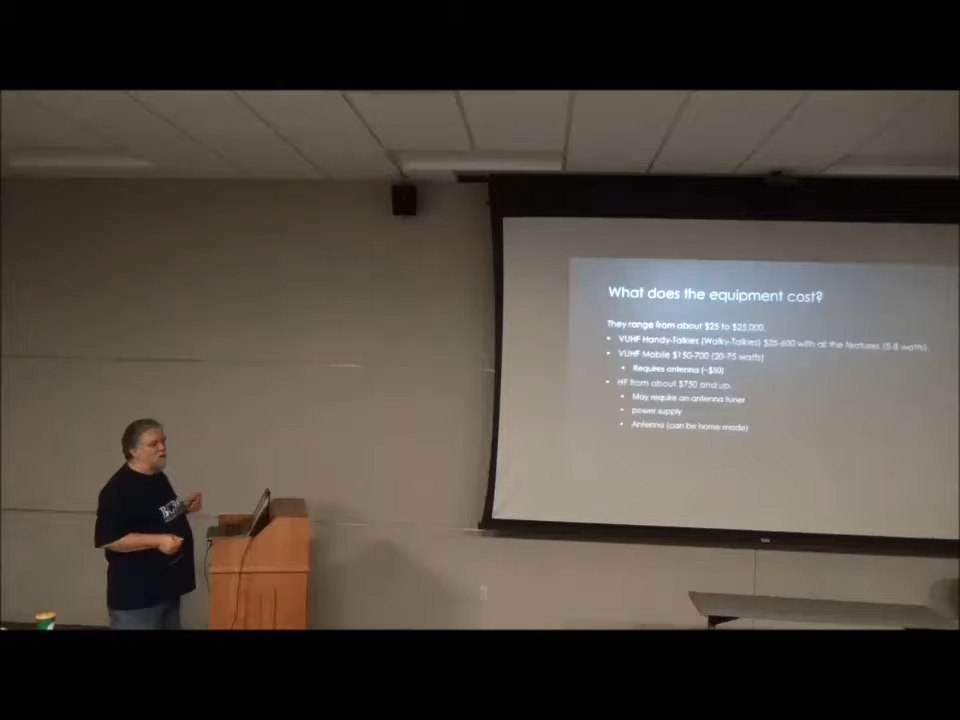 What does the equipment cost?
They range from about $25 to $25,000.
• VUHF Handy-Talkies (Walky-Talkies) $25-600 with all the features (5-8 watts).
• VUHF Mobile $150-700 (20-75 watts)
• Requires antenna (~$50)
• HF from about $750 and up.
• May require an antenna tuner
• power supply
• Antenna (can be home made)